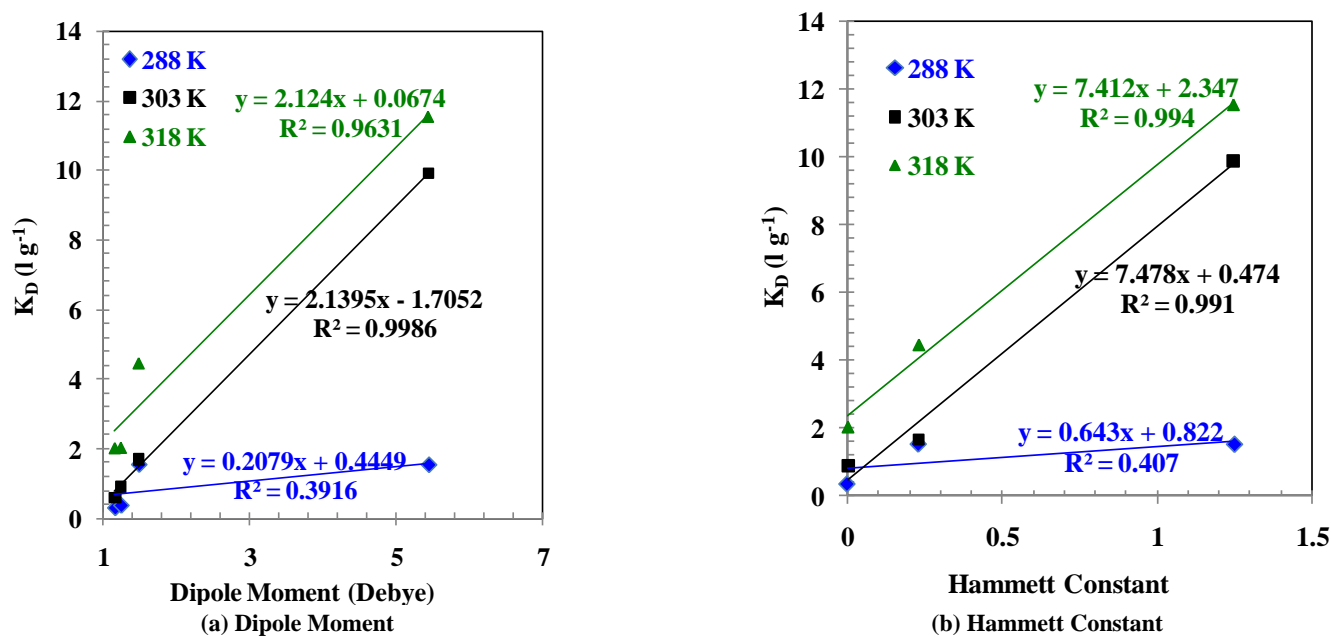 14
12
10
8
6
4
2
0
K_D (l g⁻¹)
288 K
303 K
318 K
y = 2.124x + 0.0674
R² = 0.9631
y = 2.1395x - 1.7052
R² = 0.9986
y = 0.2079x + 0.4449
R² = 0.3916
1 3 5 7
Dipole Moment (Debye)
(a) Dipole Moment
14
12
10
8
6
4
2
0
K_D (l g⁻¹)
288 K
303 K
318 K
y = 7.412x + 2.347
R² = 0.994
y = 7.478x + 0.474
R² = 0.991
y = 0.643x + 0.822
R² = 0.407
0 0.5 1 1.5
Hammett Constant
(b) Hammett Constant